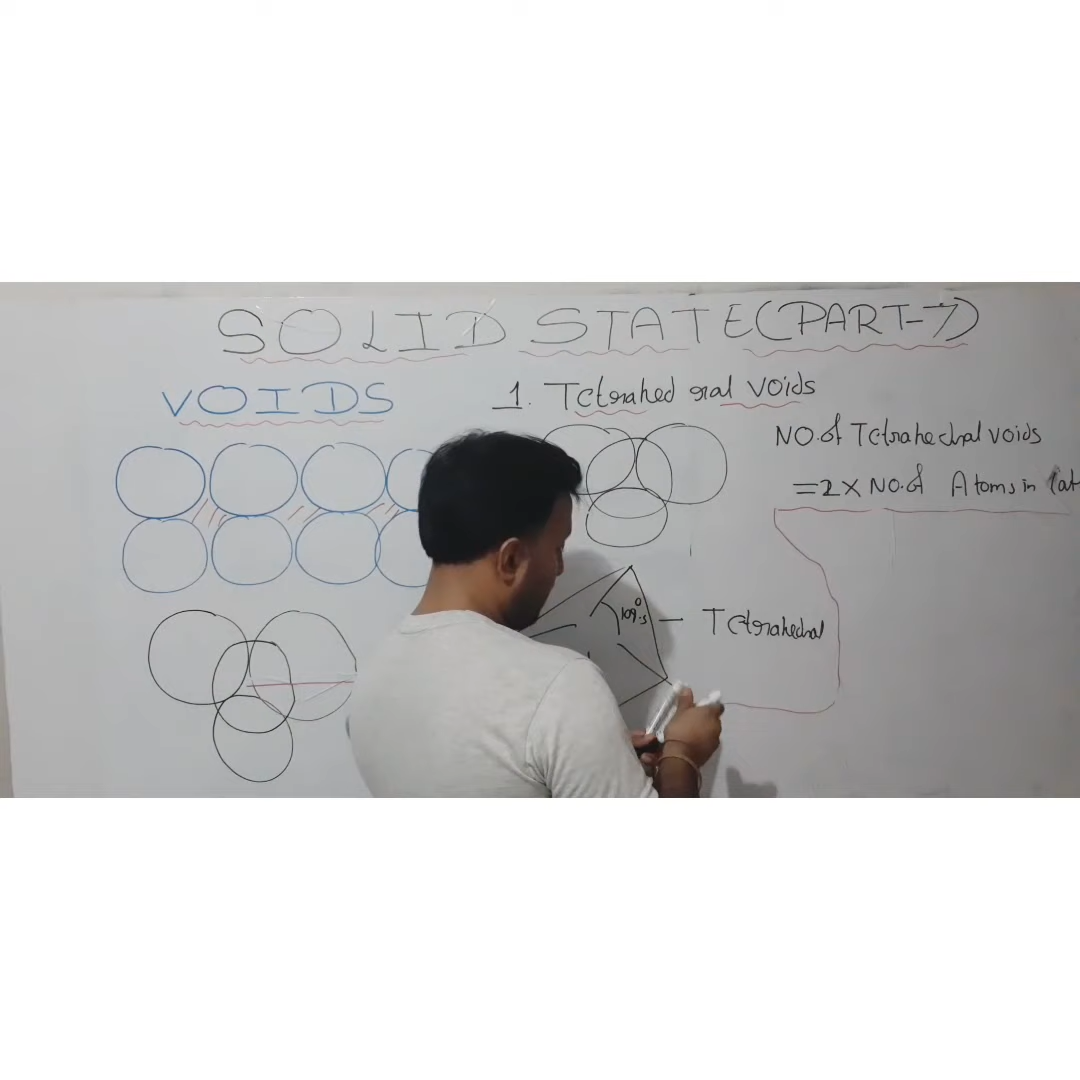 SOLID STATE (PART-7)
VOIDS
1. Tetrahedral voids
NO. of Tetrahedral voids
= 2 X NO. of Atoms in lat
109°.5
Tetrahedral